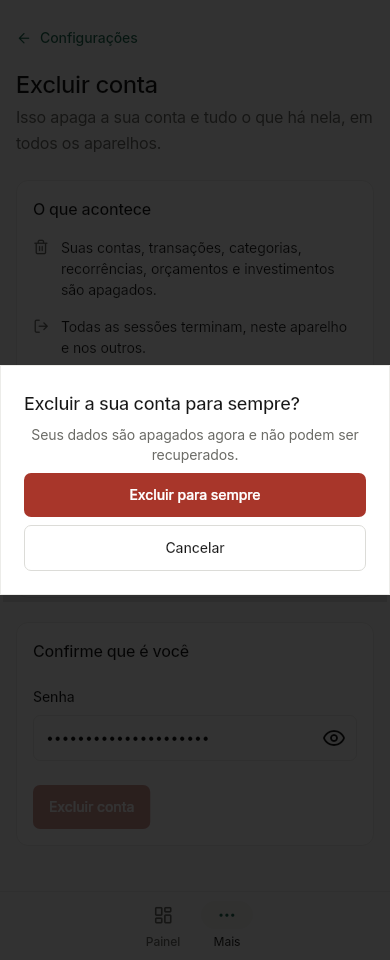 Configurações
Excluir conta
Isso apaga a sua conta e tudo o que há nela, em
todos os aparelhos.
O que acontece
Suas contas, transações, categorias,
recorrências, orçamentos e investimentos
são apagados.
Todas as sessões terminam, neste aparelho
e nos outros.
Excluir a sua conta para sempre?
Seus dados são apagados agora e não podem ser
recuperados.
Excluir para sempre
Cancelar
Confirme que é você
Senha
Excluir conta
Painel
Mais